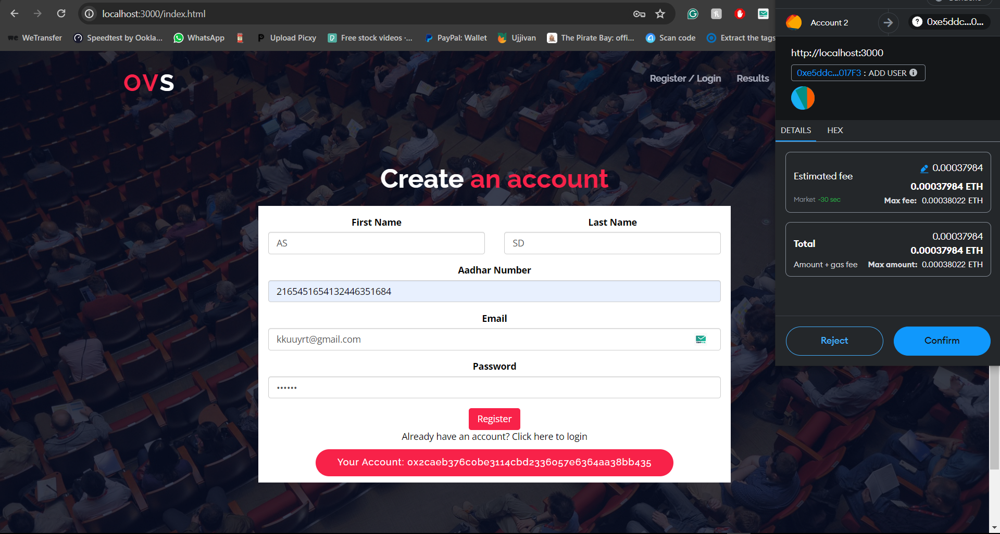 localhost:3000/index.html
WeTransfer
Speedtest by Ookla...
WhatsApp
Upload Picxy
Free stock videos ·...
PayPal: Wallet
Ujjivan
The Pirate Bay: offi...
Scan code
Extract the tags
OVS
Register / Login
Results
Create an account
First Name
Last Name
AS
SD
Aadhar Number
2165451654132446351684
Email
kkuuyrt@gmail.com
Password
••••••
Register
Already have an account? Click here to login
Your Account: 0x2caeb376c0be3114cbd2336057e6364aa38bb435
Account 2
0xe5ddc...0...
http://localhost:3000
0xe5ddc...017F3 : ADD USER
DETAILS
HEX
Estimated fee
0.00037984
0.00037984 ETH
Market ~30 sec
Max fee: 0.00038022 ETH
Total
0.00037984
0.00037984 ETH
Amount + gas fee
Max amount: 0.00038022 ETH
Reject
Confirm